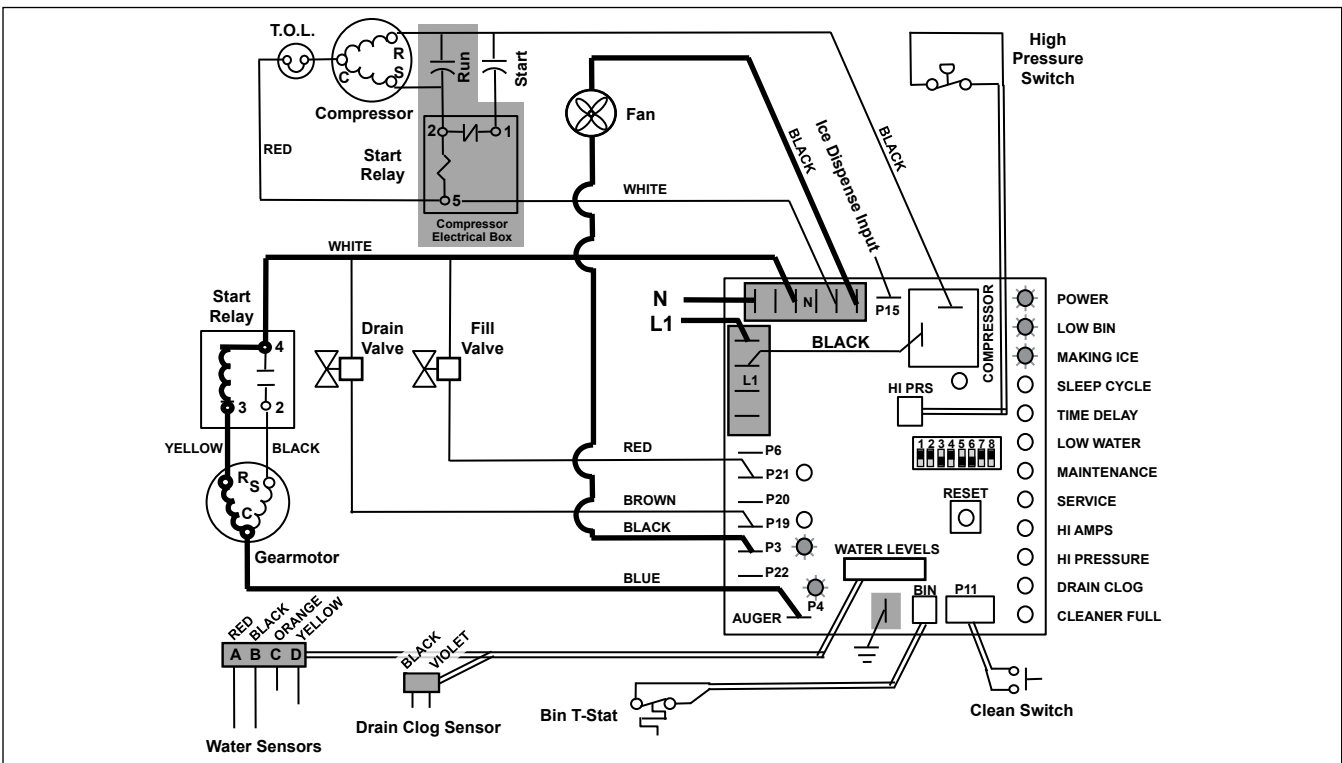 T.O.L.
R
S
C
Compressor
Run
Start
2
1
Start
Relay
5
Compressor
Electrical Box
RED
WHITE
Fan
BLACK
Ice Dispense Input
BLACK
High
Pressure
Switch
WHITE
N
L1
N
P15
BLACK
L1
COMPRESSOR
HI PRS
Start
Relay
4
3
2
YELLOW
BLACK
R
S
C
Gearmotor
Drain
Valve
Fill
Valve
RED
BROWN
BLACK
BLUE
P6
P21
P20
P19
P3
P22
P4
AUGER
1 2 3 4 5 6 7 8
RESET
WATER LEVELS
BIN
P11
POWER
LOW BIN
MAKING ICE
SLEEP CYCLE
TIME DELAY
LOW WATER
MAINTENANCE
SERVICE
HI AMPS
HI PRESSURE
DRAIN CLOG
CLEANER FULL
RED
BLACK
ORANGE
YELLOW
A B C D
Water Sensors
BLACK
VIOLET
Drain Clog Sensor
Bin T-Stat
Clean Switch